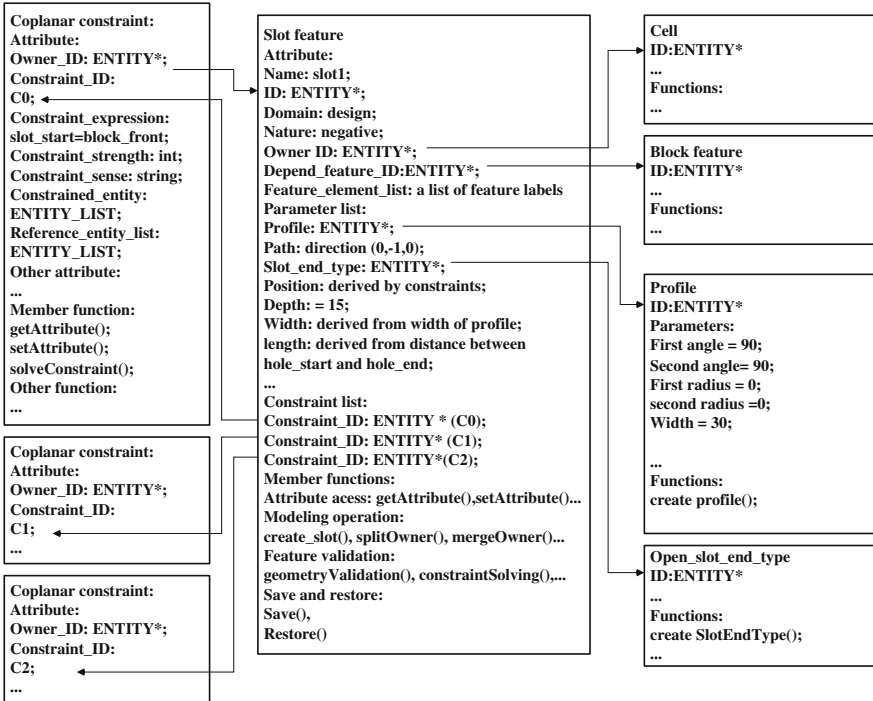 Coplanar constraint:
Attribute:
Owner_ID: ENTITY*;
Constraint_ID:
C0;
Constraint_expression:
slot_start=block_front;
Constraint_strength: int;
Constraint_sense: string;
Constrained_entity:
ENTITY_LIST;
Reference_entity_list:
ENTITY_LIST;
Other attribute:
...
Member function:
getAttribute();
setAttribute();
solveConstraint();
Other function:
...
Coplanar constraint:
Attribute:
Owner_ID: ENTITY*;
Constraint_ID:
C1;
...
Coplanar constraint:
Attribute:
Owner_ID: ENTITY*;
Constraint_ID:
C2;
...
Slot feature
Attribute:
Name: slot1;
ID: ENTITY*;
Domain: design;
Nature: negative;
Owner ID: ENTITY*;
Depend_feature_ID:ENTITY*;
Feature_element_list: a list of feature labels
Parameter list:
Profile: ENTITY*;
Path: direction (0,-1,0);
Slot_end_type: ENTITY*;
Position: derived by constraints;
Depth: = 15;
Width: derived from width of profile;
length: derived from distance between
hole_start and hole_end;
...
Constraint list:
Constraint_ID: ENTITY * (C0);
Constraint_ID: ENTITY* (C1);
Constraint_ID: ENTITY*(C2);
Member functions:
Attribute acess: getAttribute(),setAttribute()...
Modeling operation:
create_slot(), splitOwner(), mergeOwner()...
Feature validation:
geometryValidation(), constraintSolving(),...
Save and restore:
Save(),
Restore()
Cell
ID:ENTITY*
...
Functions:
...
Block feature
ID:ENTITY*
...
Functions:
...
Profile
ID:ENTITY*
Parameters:
First angle = 90;
Second angle= 90;
First radius = 0;
second radius =0;
Width = 30;
...
Functions:
create profile();
Open_slot_end_type
ID:ENTITY*
...
Functions:
create SlotEndType();
...